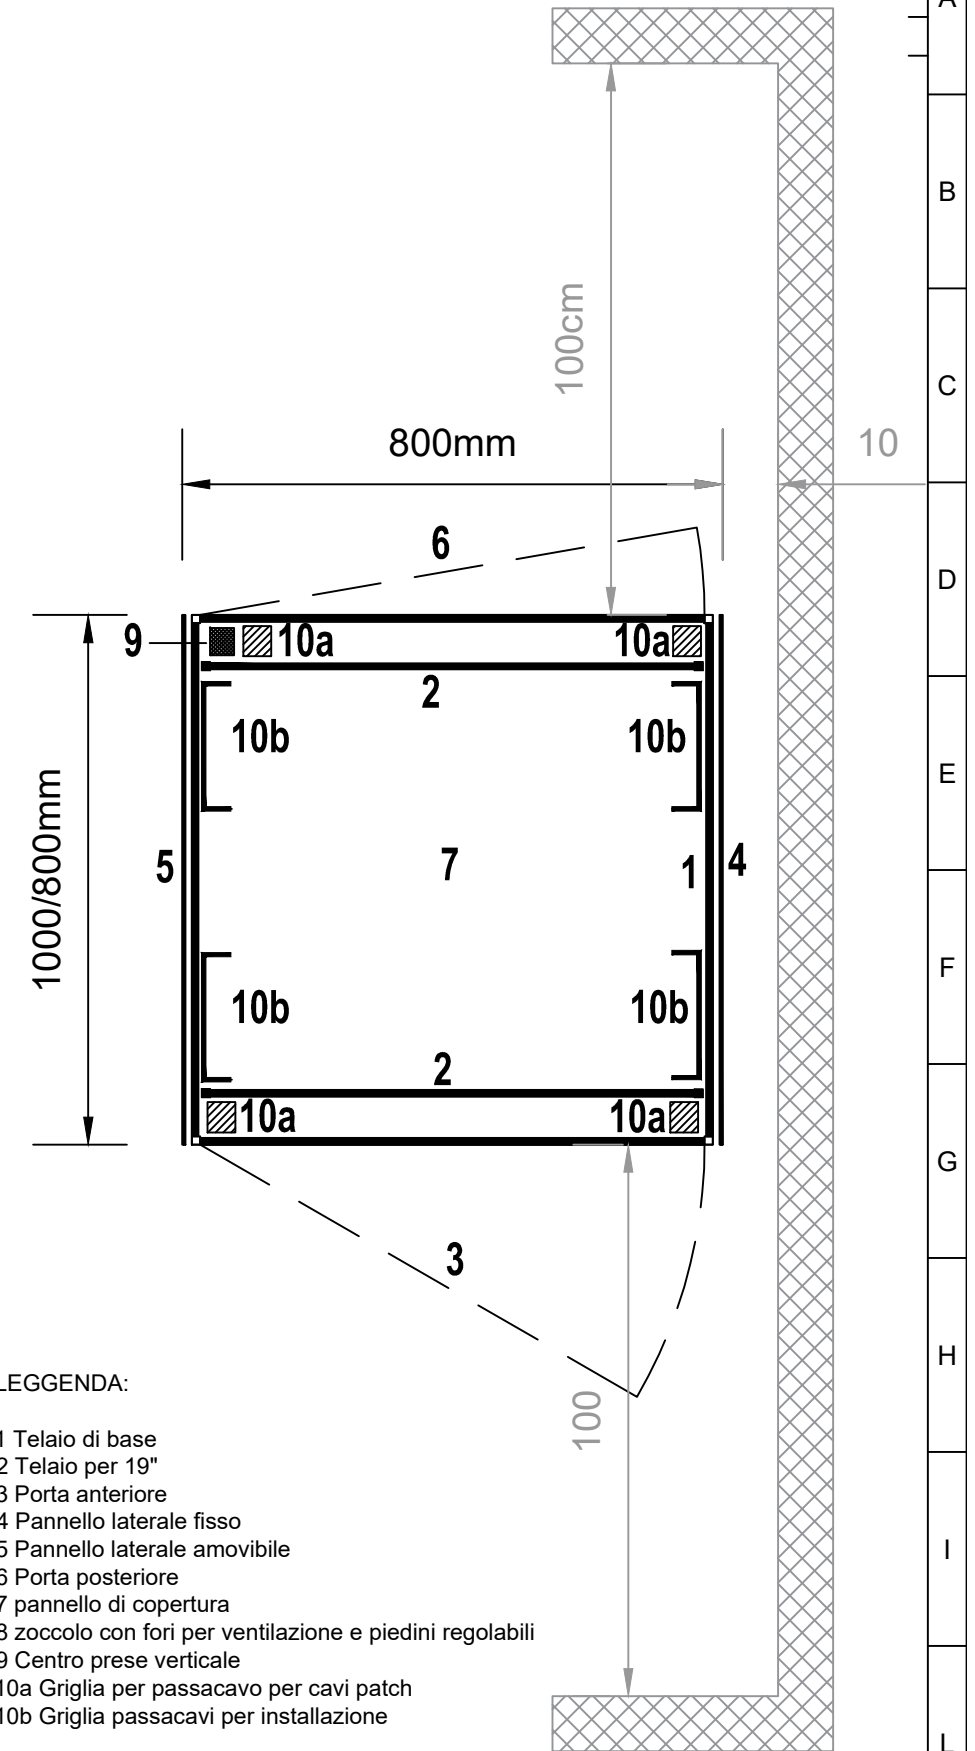 A
B
100cm
C
800mm
10
6
D
9
10a
10a
2
10b
10b
E
1000/800mm
5
7
1
4
F
10b
10b
2
10a
10a
G
3
H
LEGGENDA:
100
1 Telaio di base
2 Telaio per 19"
3 Porta anteriore
4 Pannello laterale fisso
I
5 Pannello laterale amovibile
6 Porta posteriore
7 pannello di copertura
8 zoccolo con fori per ventilazione e piedini regolabili
9 Centro prese verticale
10a Griglia per passacavo per cavi patch
10b Griglia passacavi per installazione
L